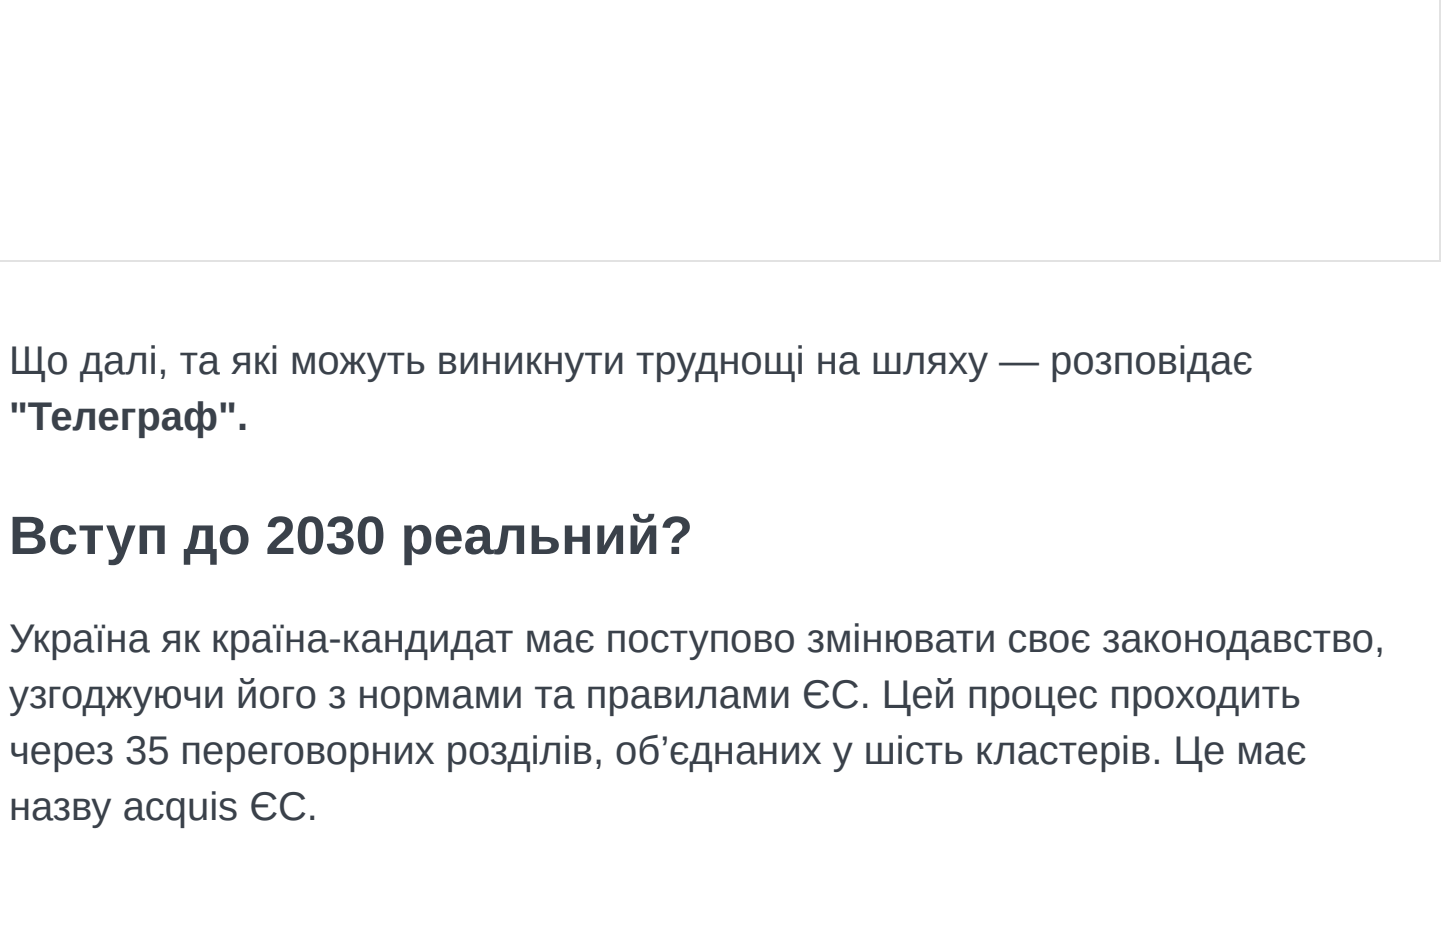 Що далі, та які можуть виникнути труднощі на шляху — розповідає
"Телеграф".
Вступ до 2030 реальний?
Україна як країна-кандидат має поступово змінювати своє законодавство,
узгоджуючи його з нормами та правилами ЄС. Цей процес проходить
через 35 переговорних розділів, об’єднаних у шість кластерів. Це має
назву acquis ЄС.